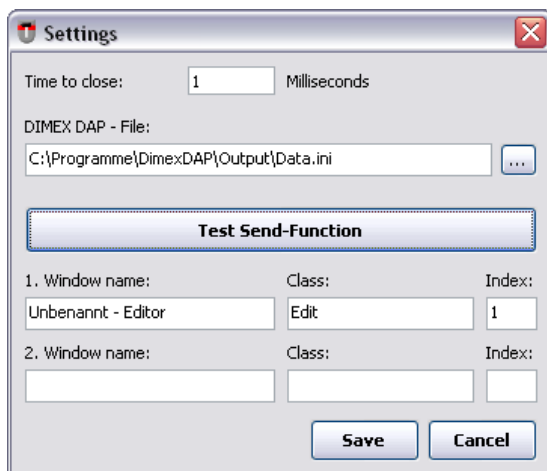 Settings
Time to close: 1 Milliseconds
DIMEX DAP - File:
C:\Programme\DimexDAP\Output\Data.ini ...
Test Send-Function
1. Window name: Class: Index:
Unbenannt - Editor Edit 1
2. Window name: Class: Index:
Save Cancel